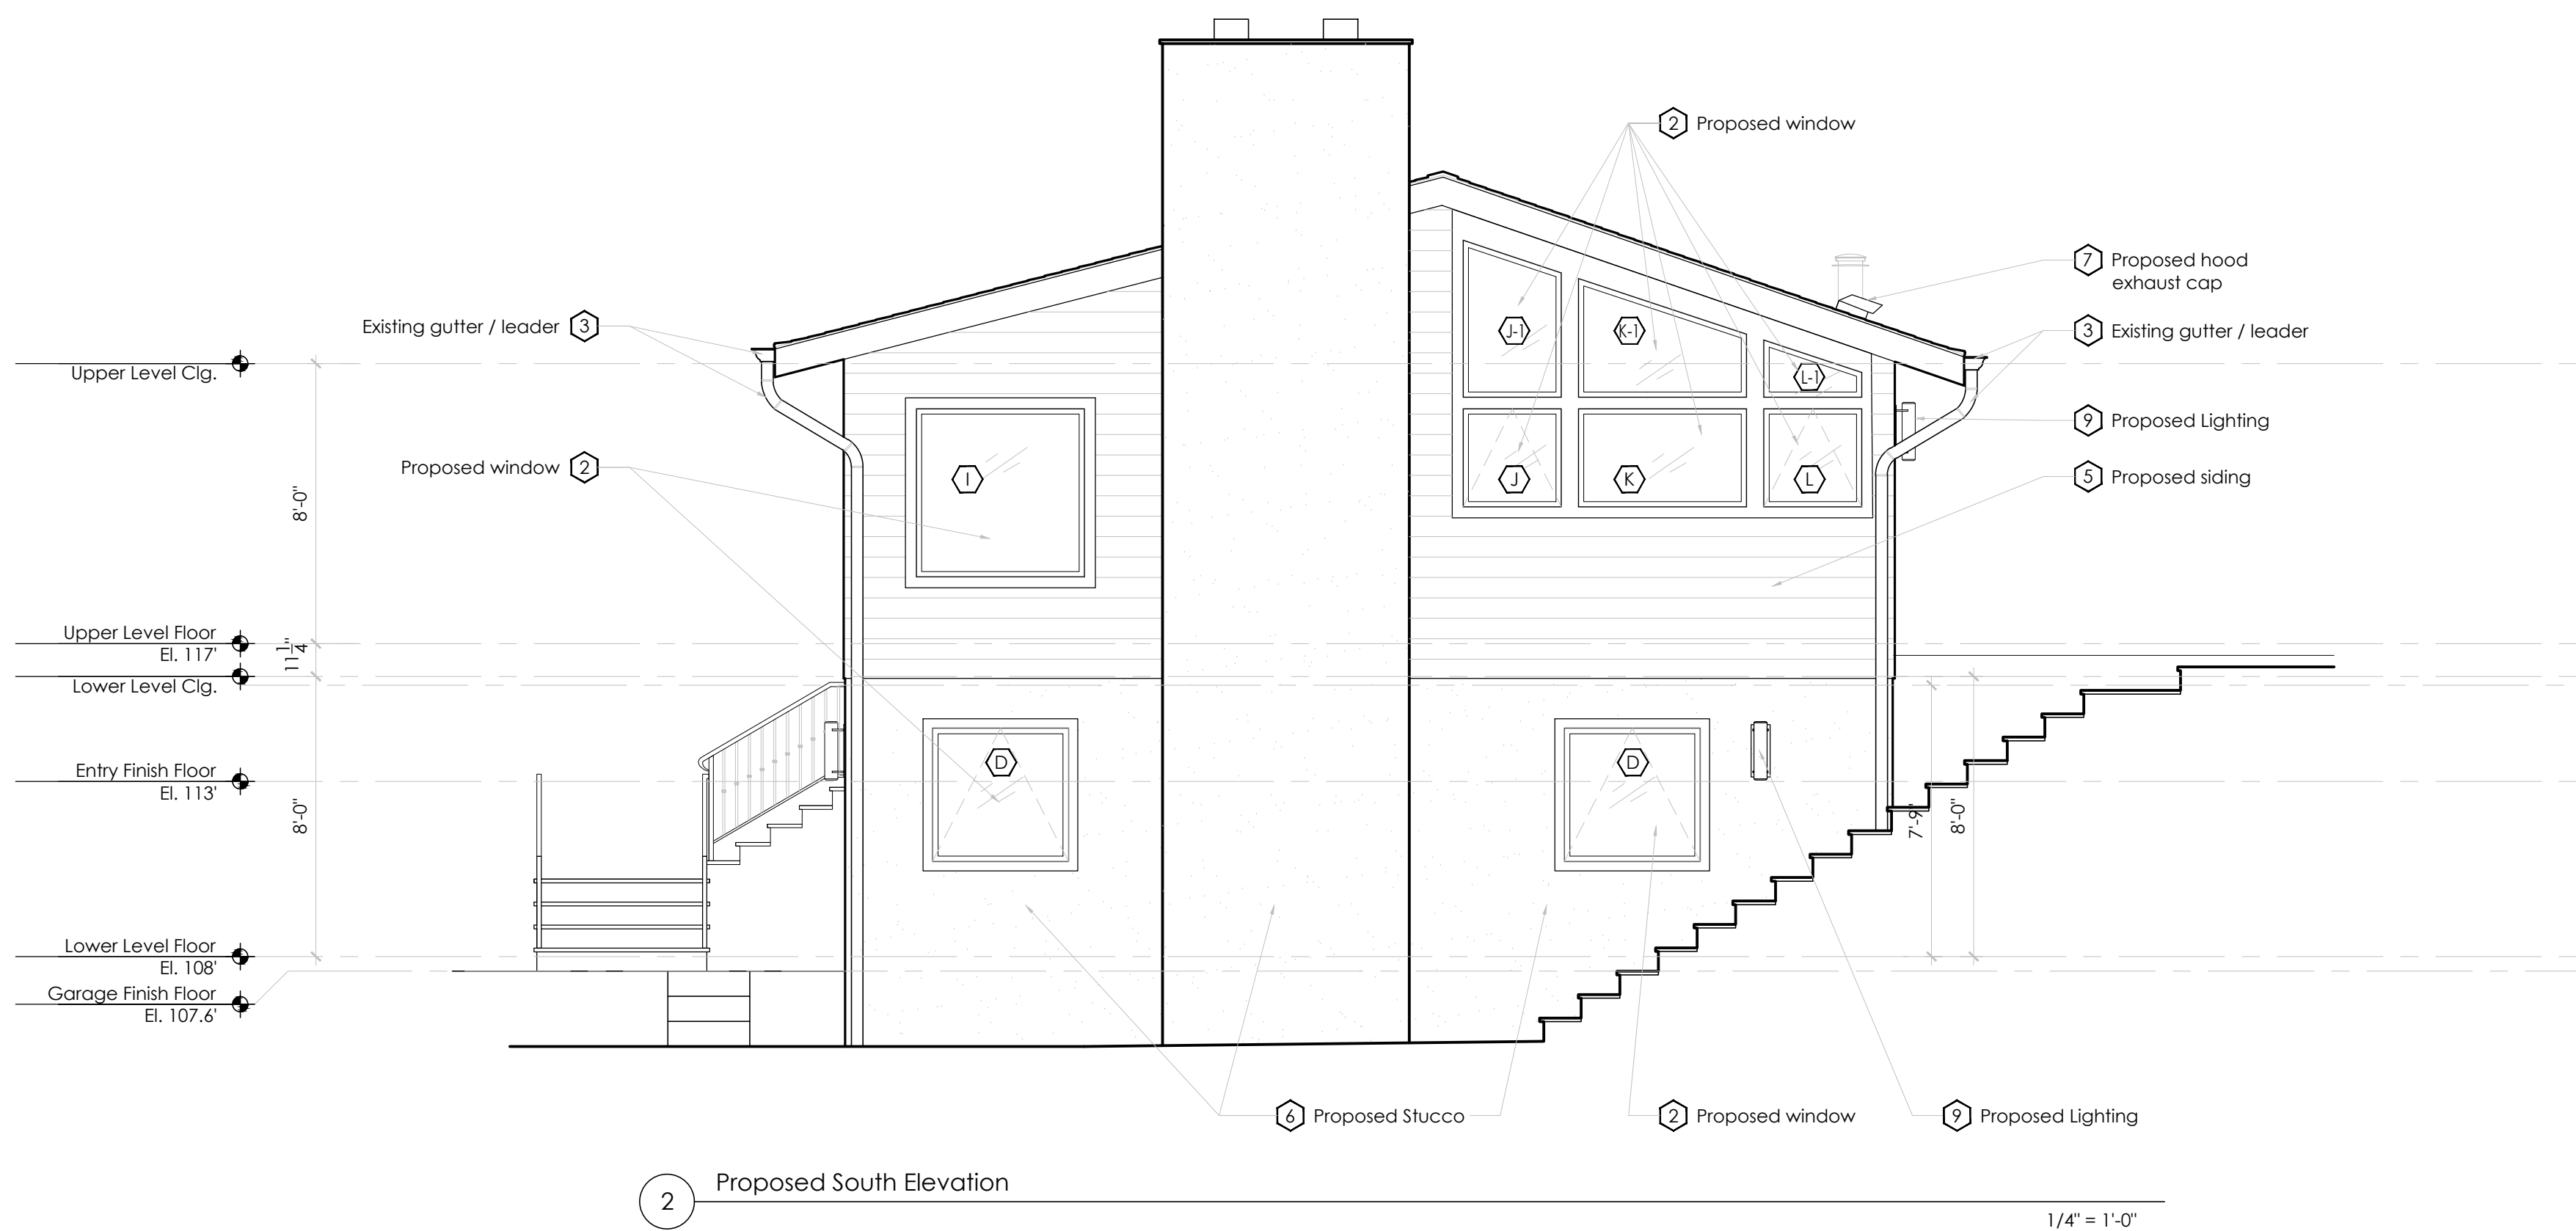 2 Proposed window
7 Proposed hood
exhaust cap
Existing gutter / leader 3
3 Existing gutter / leader
J-1
K-1
L-1
Upper Level Clg.
9 Proposed Lighting
Proposed window 2
5 Proposed siding
I
J
K
L
8'-0"
Upper Level Floor
El. 117'
11 1/4"
Lower Level Clg.
D
D
Entry Finish Floor
El. 113'
8'-0"
7'-9"
8'-0"
Lower Level Floor
El. 108'
Garage Finish Floor
El. 107.6'
6 Proposed Stucco
2 Proposed window
9 Proposed Lighting
2 Proposed South Elevation
1/4" = 1'-0"